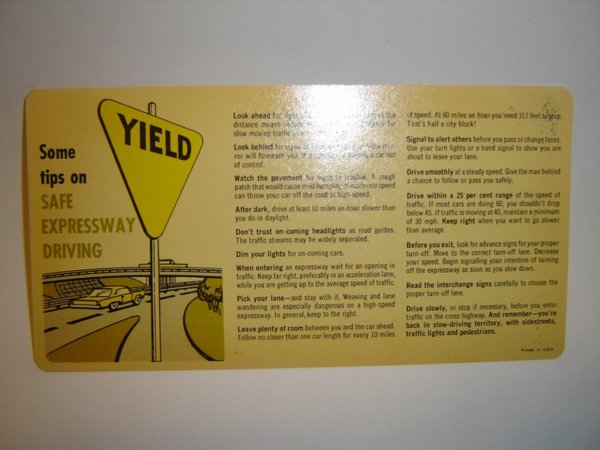 YIELD
Some
tips on
SAFE
EXPRESSWAY
DRIVING
Look ahead for
distance means
slow moving traffic
Look behind for signs of
ror will forewarn you of a car out
of control.
Watch the pavement for signs of trouble. A rough
patch that would cause mild bumping at moderate speed
can throw your car off the road at high speed.
After dark, drive at least 10 miles an hour slower than
you do in daylight.
Don't trust on-coming headlights as road guides.
The traffic streams may be widely separated.
Dim your lights for on-coming cars.
When entering an expressway wait for an opening in
traffic. Keep far right, preferably in an acceleration lane,
while you are getting up to the average speed of traffic.
Pick your lane—and stay with it. Weaving and lane
wandering are especially dangerous on a high-speed
expressway. In general, keep to the right.
Leave plenty of room between you and the car ahead.
Follow no closer than one car length for every 10 miles
of speed. At 60 miles an hour you need 317 feet to stop.
That's half a city block!
Signal to alert others before you pass or change lanes.
Use your turn lights or a hand signal to show you are
about to leave your lane.
Drive smoothly at a steady speed. Give the man behind
a chance to follow or pass you safely.
Drive within a 25 per cent range of the speed of
traffic. If most cars are doing 60, you shouldn't drop
below 45. If traffic is moving at 40, maintain a minimum
of 30 mph. Keep right when you want to go slower
than average.
Before you exit, look for advance signs for your proper
turn-off. Move to the correct turn-off lane. Decrease
your speed. Begin signalling your intention of turning
off the expressway as soon as you slow down.
Read the interchange signs carefully to choose the
proper turn-off lane.
Drive slowly, or stop if necessary, before you enter
traffic on the cross highway. And remember—you're
back in slow-driving territory, with sidestreets,
traffic lights and pedestrians.
Printed in U.S.A.